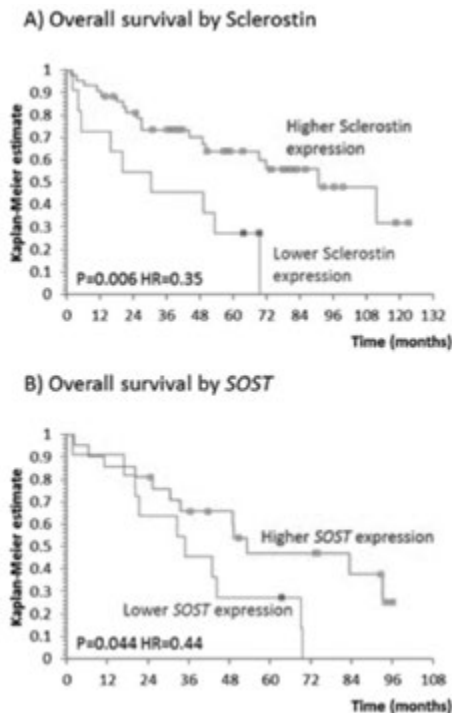 A) Overall survival by Sclerostin
Kaplan-Meier estimate
1
0.9
0.8
0.7
0.6
0.5
0.4
0.3
0.2
0.1
0
Higher Sclerostin
expression
Lower Sclerostin
expression
P=0.006 HR=0.35
0 12 24 36 48 60 72 84 96 108 120 132
Time (months)
B) Overall survival by SOST
Kaplan-Meier estimate
1
0.9
0.8
0.7
0.6
0.5
0.4
0.3
0.2
0.1
0
Higher SOST expression
Lower SOST expression
P=0.044 HR=0.44
0 12 24 36 48 60 72 84 96 108
Time (months)